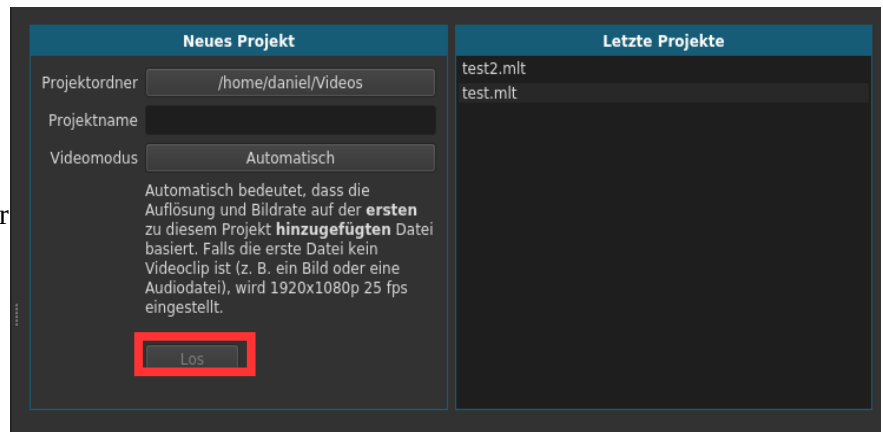 Neues Projekt
Projektordner /home/daniel/Videos
Projektname
Videomodus Automatisch
Automatisch bedeutet, dass die
Auflösung und Bildrate auf der ersten
zu diesem Projekt hinzugefügten Datei
basiert. Falls die erste Datei kein
Videoclip ist (z. B. ein Bild oder eine
Audiodatei), wird 1920x1080p 25 fps
eingestellt.
Los
Letzte Projekte
test2.mlt
test.mlt
r